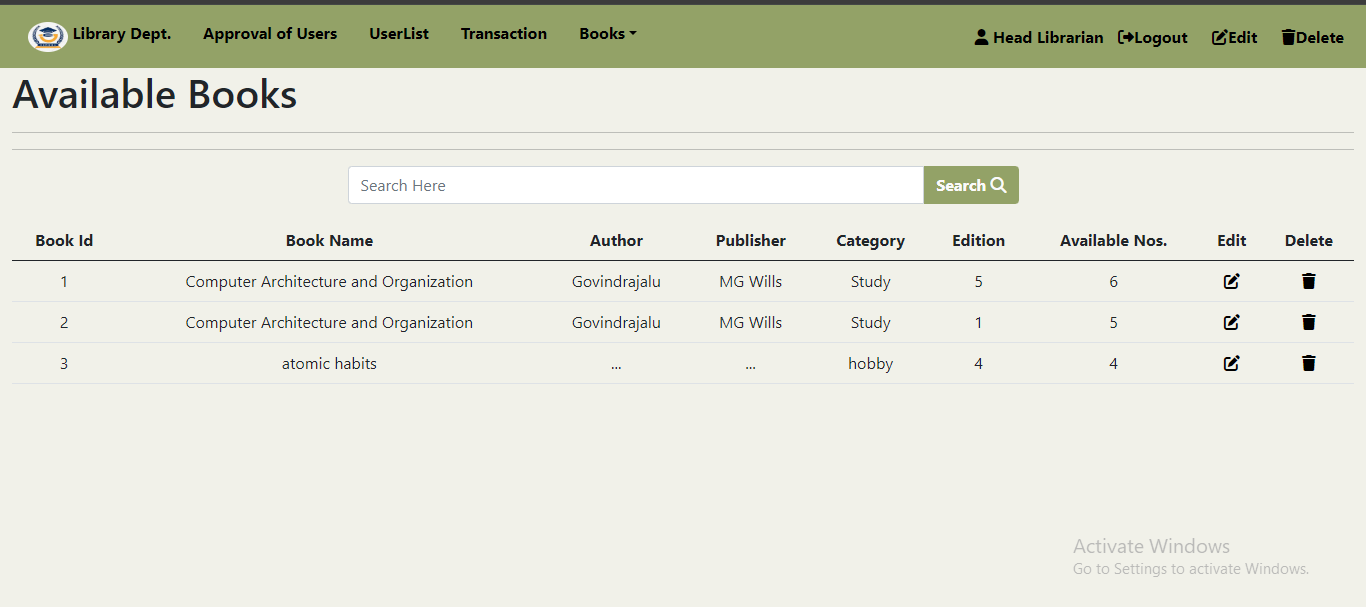 Library Dept. Approval of Users UserList Transaction Books Head Librarian Logout Edit Delete
Available Books
Search Here Search
Book Id Book Name Author Publisher Category Edition Available Nos. Edit Delete
1 Computer Architecture and Organization Govindrajalu MG Wills Study 5 6
2 Computer Architecture and Organization Govindrajalu MG Wills Study 1 5
3 atomic habits ... ... hobby 4 4
Activate Windows
Go to Settings to activate Windows.